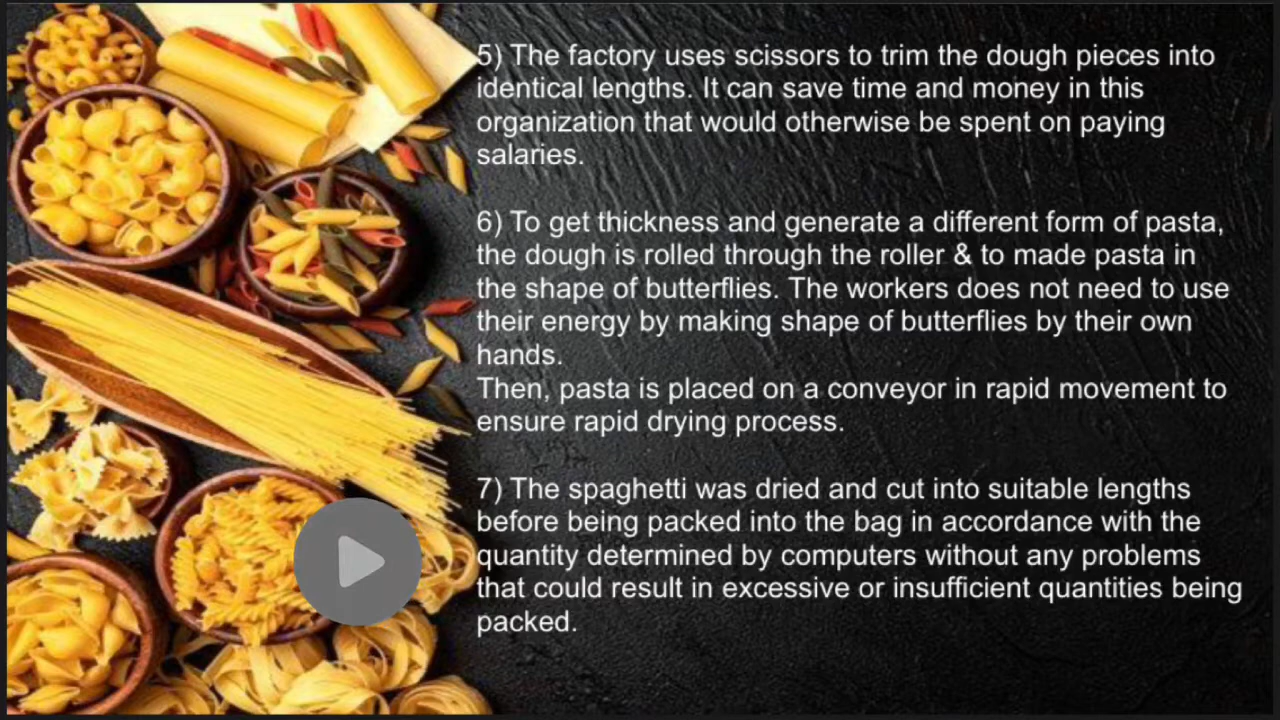 5) The factory uses scissors to trim the dough pieces into
identical lengths. It can save time and money in this
organization that would otherwise be spent on paying
salaries.
6) To get thickness and generate a different form of pasta,
the dough is rolled through the roller & to made pasta in
the shape of butterflies. The workers does not need to use
their energy by making shape of butterflies by their own
hands.
Then, pasta is placed on a conveyor in rapid movement to
ensure rapid drying process.
7) The spaghetti was dried and cut into suitable lengths
before being packed into the bag in accordance with the
quantity determined by computers without any problems
that could result in excessive or insufficient quantities being
packed.